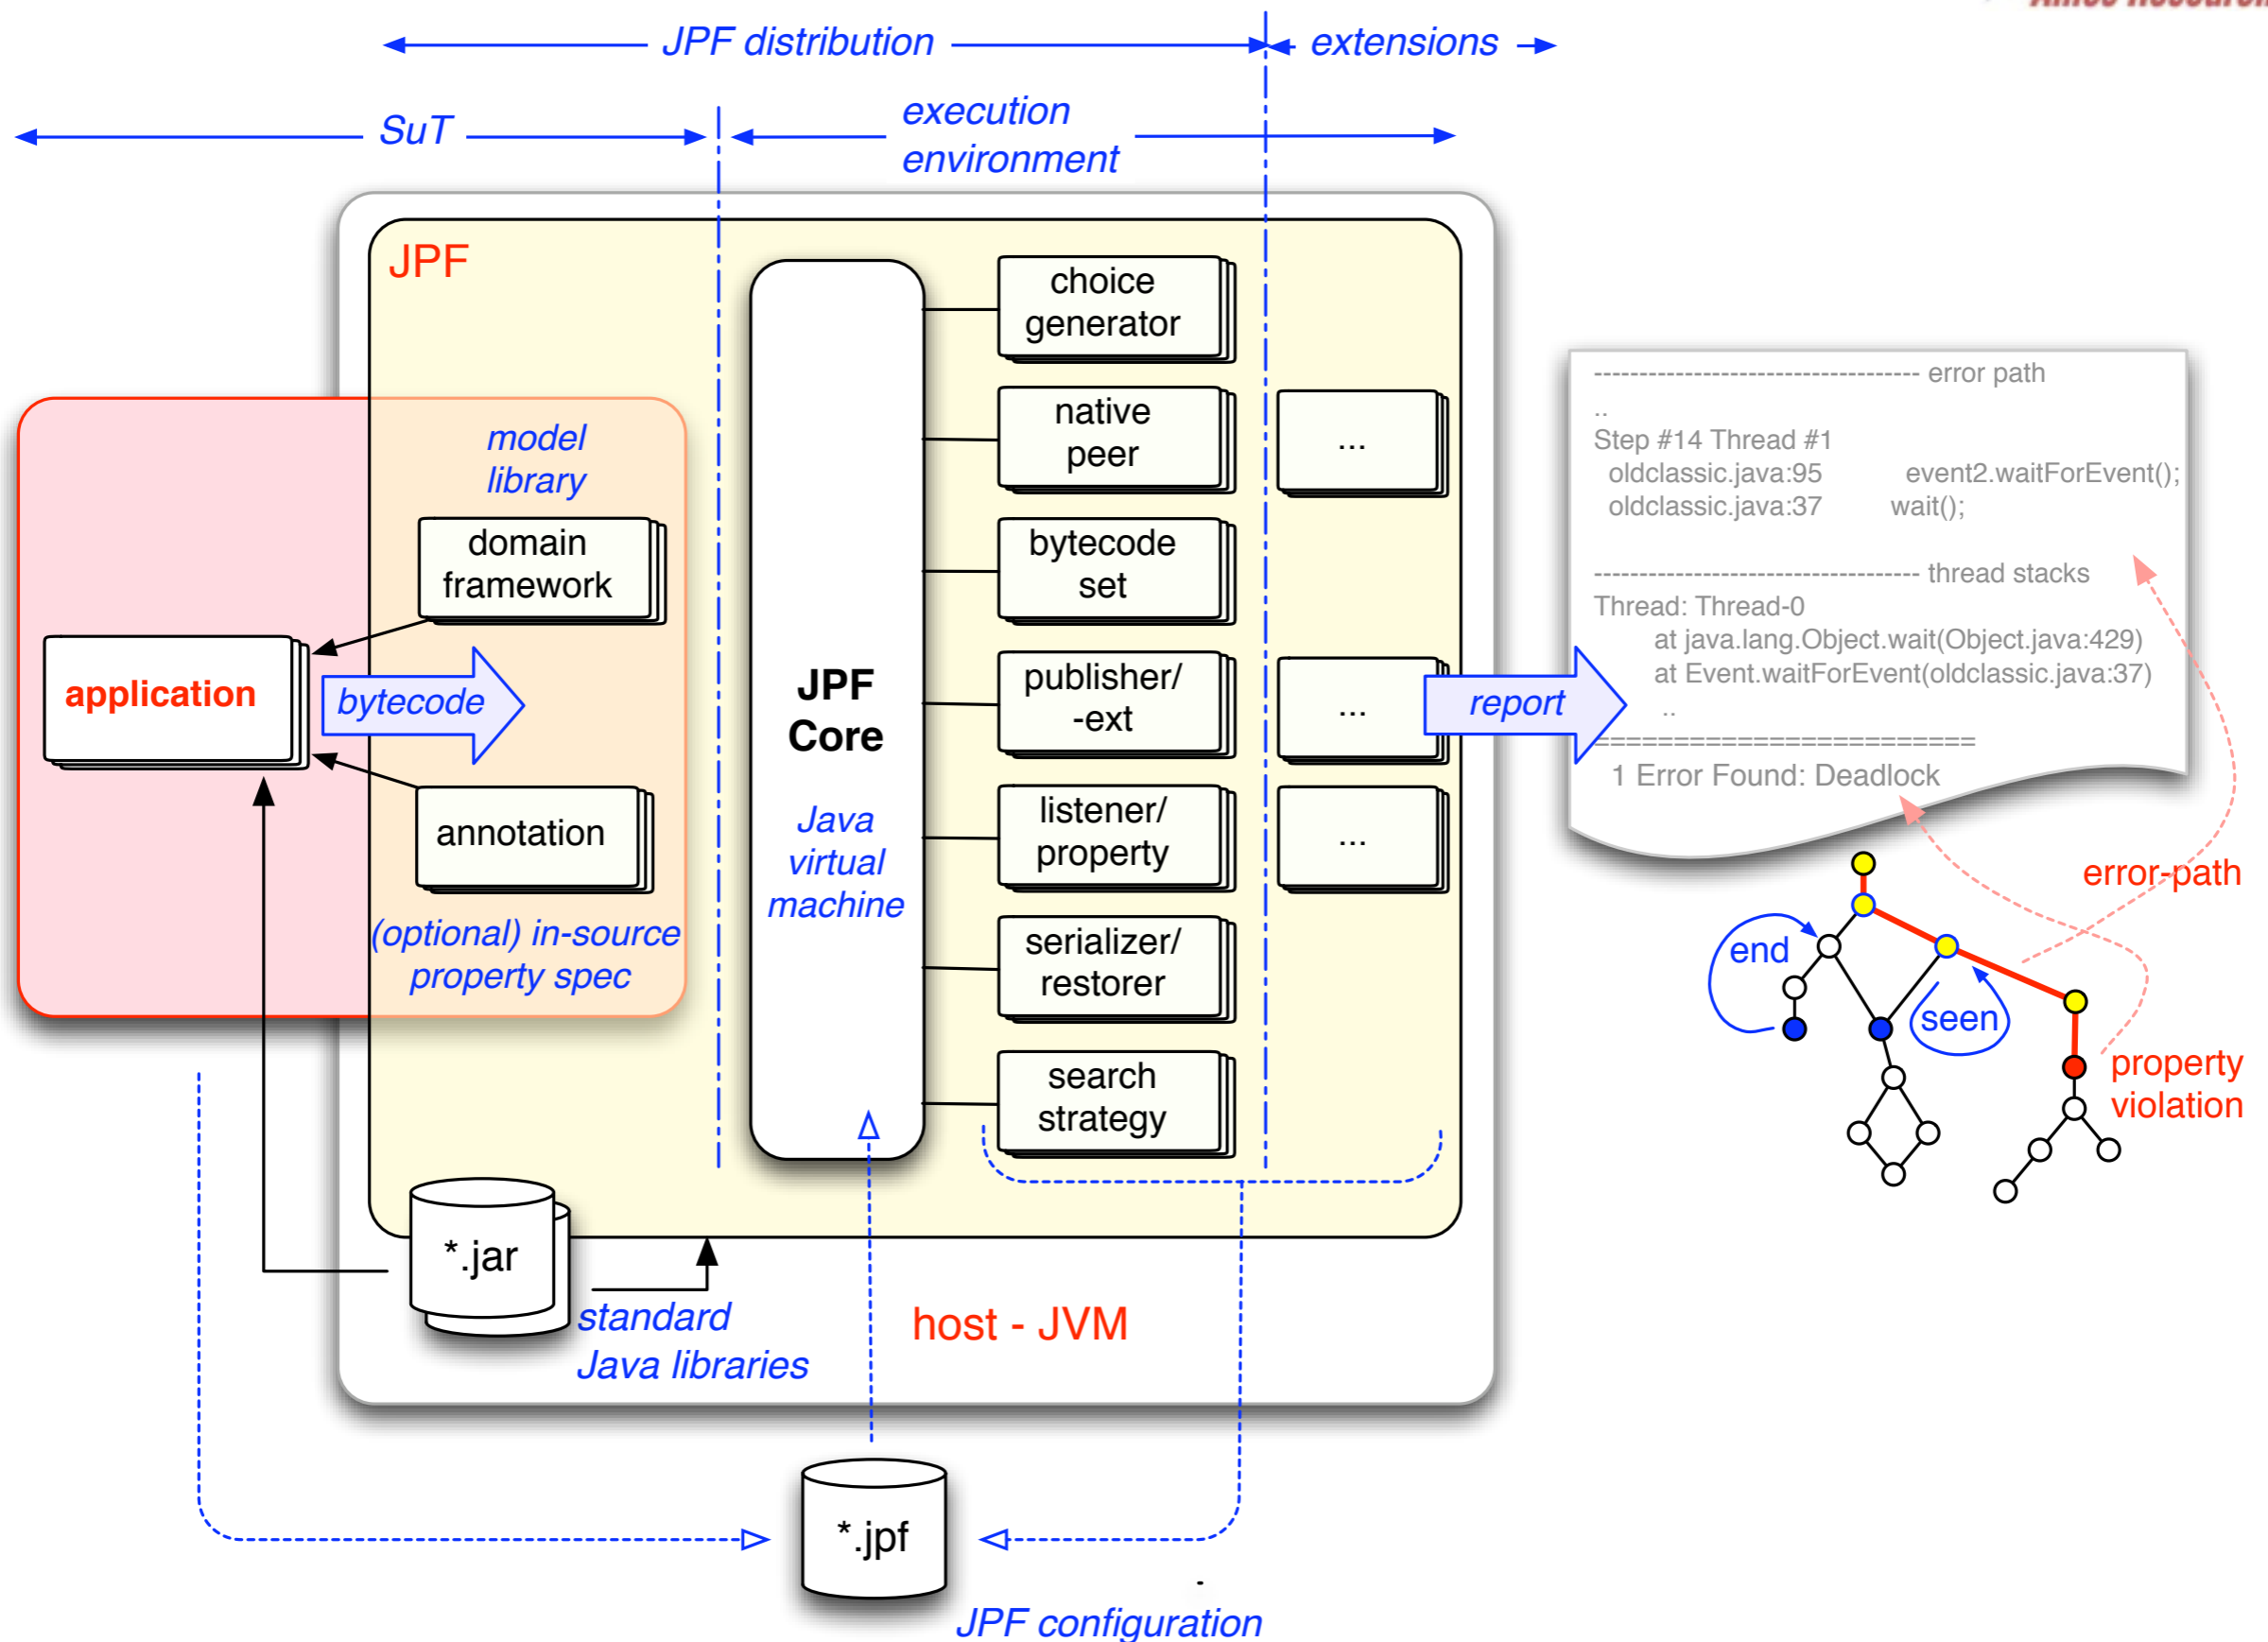 JPF distribution
extensions
SuT
execution
environment
JPF
choice
generator
native
peer
...
bytecode
set
publisher/
-ext
...
listener/
property
...
serializer/
restorer
search
strategy
JPF
Core
Java
virtual
machine
model
library
domain
framework
application
bytecode
annotation
(optional) in-source
property spec
report
----------------------------------- error path
..
Step #14 Thread #1
oldclassic.java:95 event2.waitForEvent();
oldclassic.java:37 wait();
----------------------------------- thread stacks
Thread: Thread-0
at java.lang.Object.wait(Object.java:429)
at Event.waitForEvent(oldclassic.java:37)
..
========================
1 Error Found: Deadlock
error-path
end
seen
property
violation
*.jar
standard
Java libraries
host - JVM
*.jpf
JPF configuration